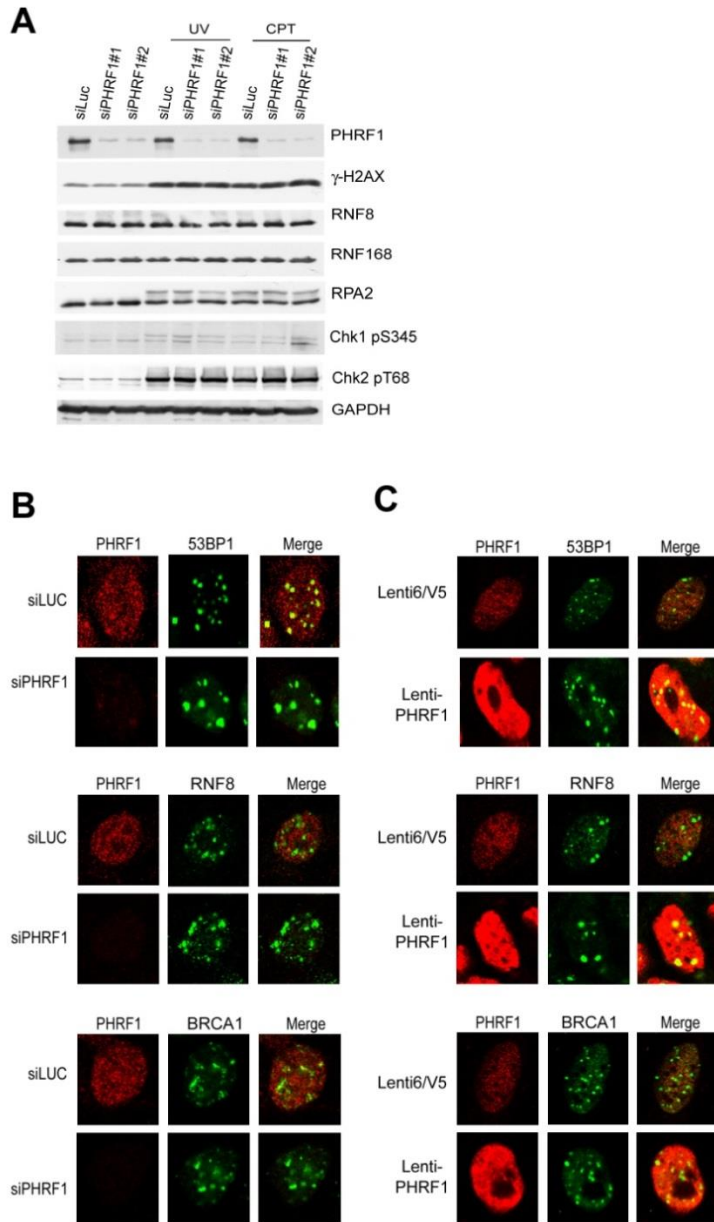 A
UV CPT
siLuc siPHRF1#1 siPHRF1#2 siLuc siPHRF1#1 siPHRF1#2 siLuc siPHRF1#1 siPHRF1#2
PHRF1
γ-H2AX
RNF8
RNF168
RPA2
Chk1 pS345
Chk2 pT68
GAPDH
B
PHRF1 53BP1 Merge
siLUC
siPHRF1
PHRF1 RNF8 Merge
siLUC
siPHRF1
PHRF1 BRCA1 Merge
siLUC
siPHRF1
C
PHRF1 53BP1 Merge
Lenti6/V5
Lenti-
PHRF1
PHRF1 RNF8 Merge
Lenti6/V5
Lenti-
PHRF1
PHRF1 BRCA1 Merge
Lenti6/V5
Lenti-
PHRF1